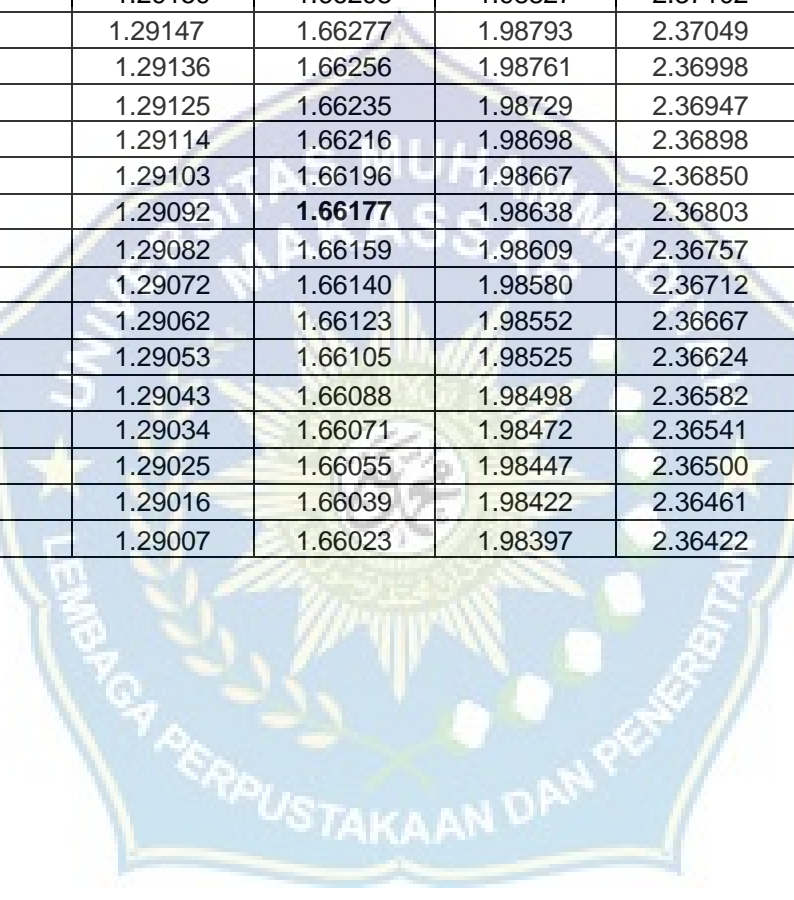 1.29147 1.66277 1.98793 2.37049
1.29136 1.66256 1.98761 2.36998
1.29125 1.66235 1.98729 2.36947
1.29114 1.66216 1.98698 2.36898
1.29103 1.66196 1.98667 2.36850
1.29092 1.66177 1.98638 2.36803
1.29082 1.66159 1.98609 2.36757
1.29072 1.66140 1.98580 2.36712
1.29062 1.66123 1.98552 2.36667
1.29053 1.66105 1.98525 2.36624
1.29043 1.66088 1.98498 2.36582
1.29034 1.66071 1.98472 2.36541
1.29025 1.66055 1.98447 2.36500
1.29016 1.66039 1.98422 2.36461
1.29007 1.66023 1.98397 2.36422
UNIVERSITAS MUHAMMADIYAH
MAKASSAR
LEMBAGA PERPUSTAKAAN DAN PENERBITAN